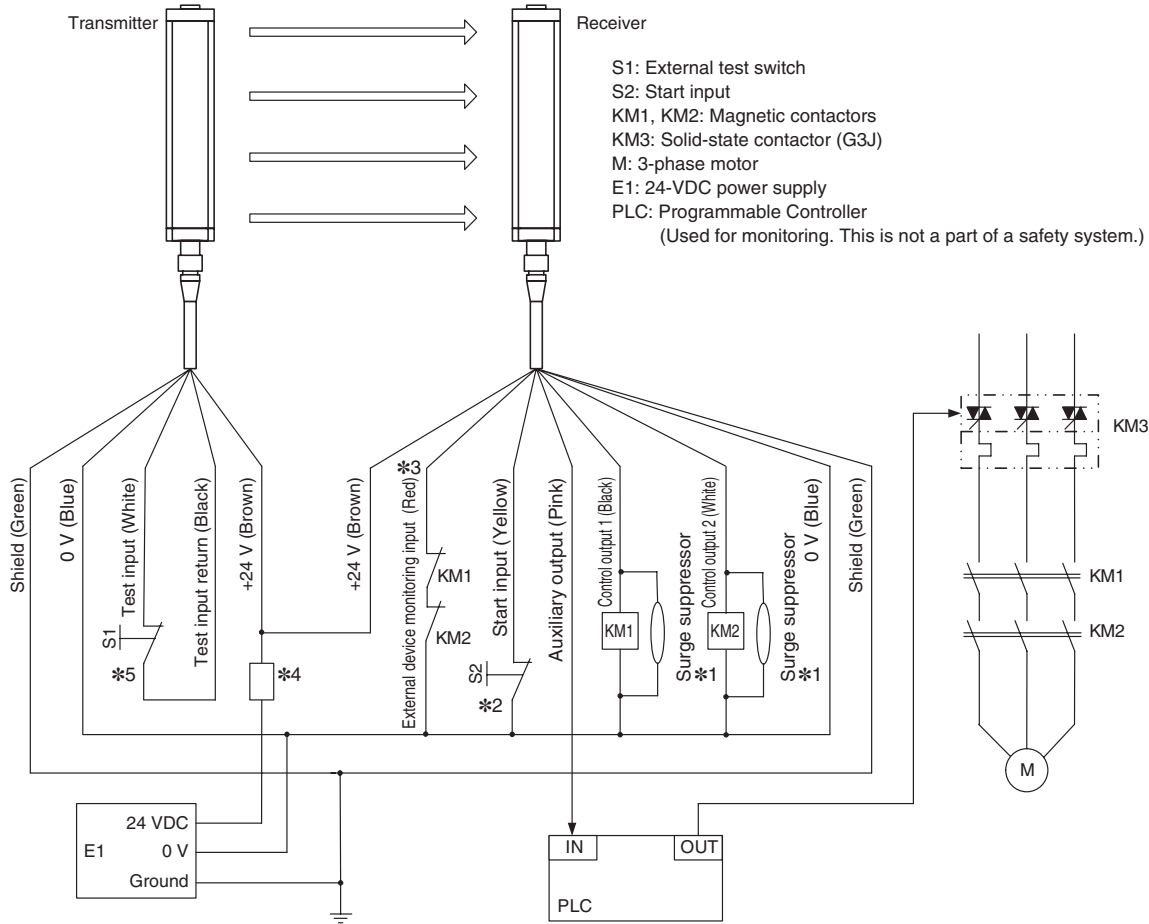 Transmitter
Receiver
S1: External test switch
S2: Start input
KM1, KM2: Magnetic contactors
KM3: Solid-state contactor (G3J)
M: 3-phase motor
E1: 24-VDC power supply
PLC: Programmable Controller
(Used for monitoring. This is not a part of a safety system.)
KM3
Shield (Green)
0 V (Blue)
Test input (White)
S1
✻5
Test input return (Black)
+24 V (Brown)
✻4
+24 V (Brown)
✻3
External device monitoring input (Red)
KM1
KM2
Start input (Yellow)
S2
✻2
Auxiliary output (Pink)
Control output 1 (Black)
KM1
Surge suppressor
✻1
Control output 2 (White)
KM2
Surge suppressor
✻1
0 V (Blue)
Shield (Green)
KM1
KM2
M
24 VDC
E1
0 V
Ground
IN
OUT
PLC